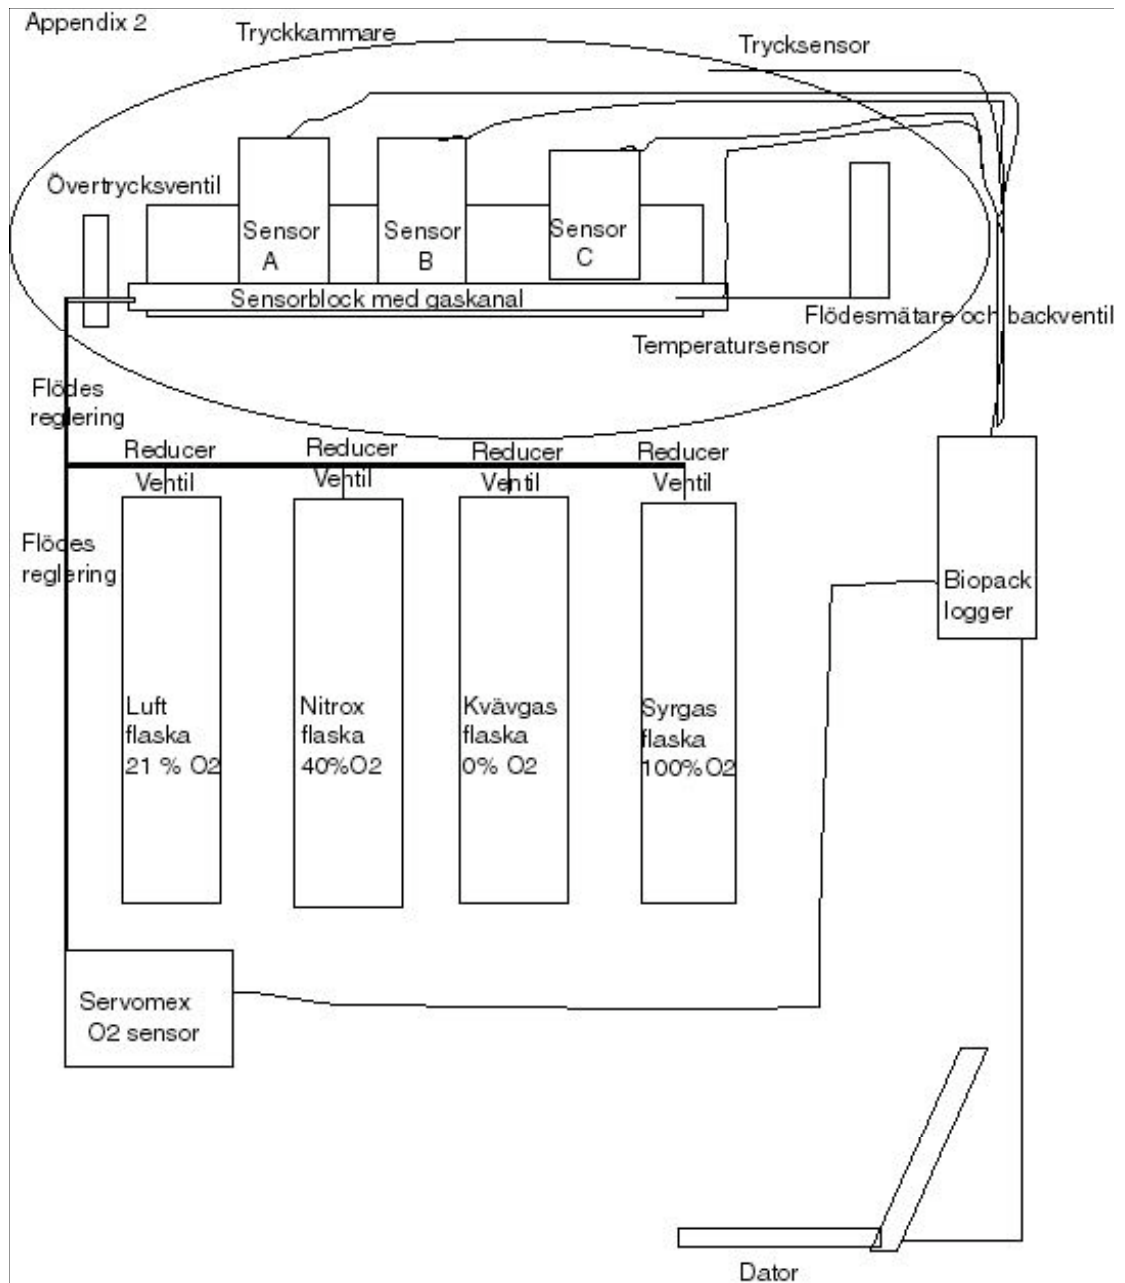 Appendix 2
Tryckkammare
Trycksensor
Övertrycksventil
Sensor
A
Sensor
B
Sensor
C
Sensorblock med gaskanal
Flödesmätare och backventil
Temperatursensor
Flödes
reglering
Reducer
Ventil
Reducer
Ventil
Reducer
Ventil
Reducer
Ventil
Flödes
reglering
Biopack
logger
Luft
flaska
21 % O2
Nitrox
flaska
40%O2
Kvävgas
flaska
0% O2
Syrgas
flaska
100%O2
Servomex
O2 sensor
Dator